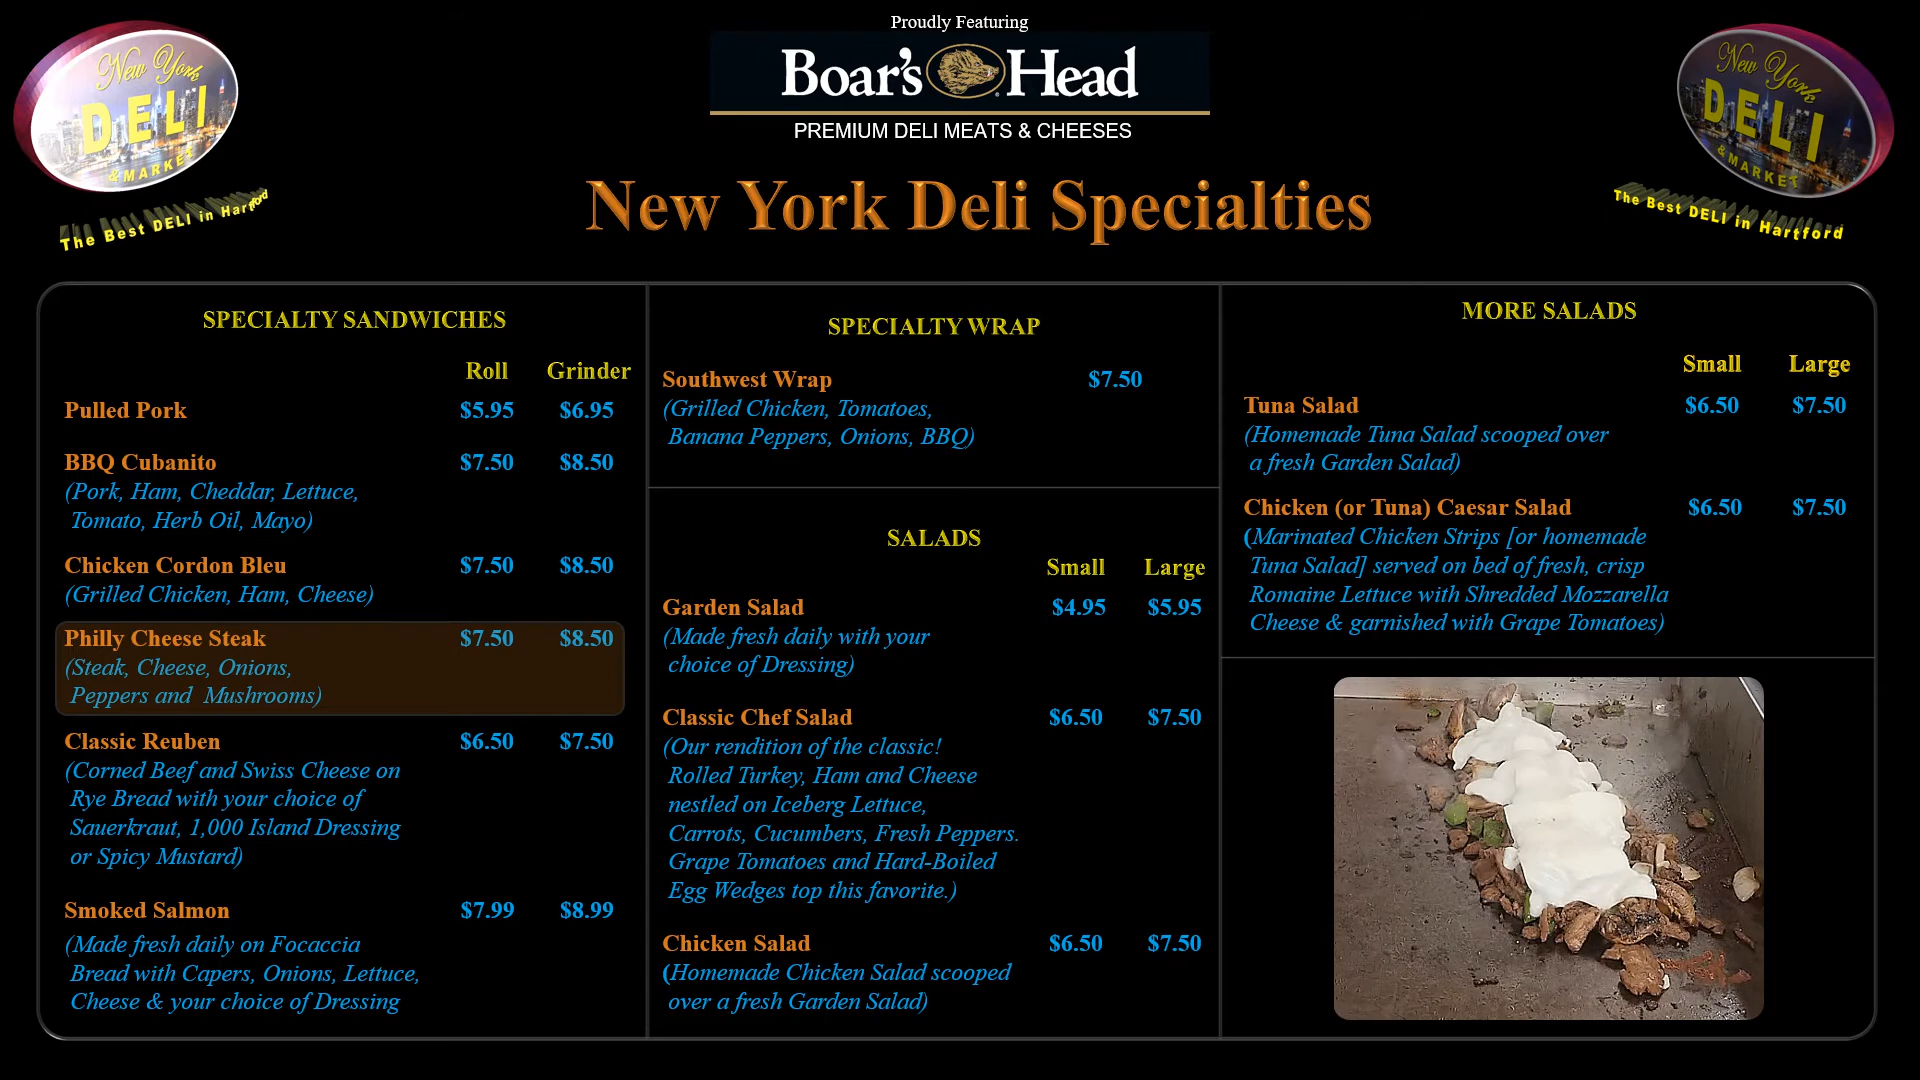 Proudly Featuring
Boar's Head
PREMIUM DELI MEATS & CHEESES
New York
DELI
& MARKET
The Best DELI in Hartford
New York
DELI
& MARKET
The Best DELI in Hartford
New York Deli Specialties
SPECIALTY SANDWICHES
Roll Grinder
Pulled Pork $5.95 $6.95
BBQ Cubanito $7.50 $8.50
(Pork, Ham, Cheddar, Lettuce,
Tomato, Herb Oil, Mayo)
Chicken Cordon Bleu $7.50 $8.50
(Grilled Chicken, Ham, Cheese)
Philly Cheese Steak $7.50 $8.50
(Steak, Cheese, Onions,
Peppers and Mushrooms)
Classic Reuben $6.50 $7.50
(Corned Beef and Swiss Cheese on
Rye Bread with your choice of
Sauerkraut, 1,000 Island Dressing
or Spicy Mustard)
Smoked Salmon $7.99 $8.99
(Made fresh daily on Focaccia
Bread with Capers, Onions, Lettuce,
Cheese & your choice of Dressing
SPECIALTY WRAP
Southwest Wrap $7.50
(Grilled Chicken, Tomatoes,
Banana Peppers, Onions, BBQ)
SALADS
Small Large
Garden Salad $4.95 $5.95
(Made fresh daily with your
choice of Dressing)
Classic Chef Salad $6.50 $7.50
(Our rendition of the classic!
Rolled Turkey, Ham and Cheese
nestled on Iceberg Lettuce,
Carrots, Cucumbers, Fresh Peppers.
Grape Tomatoes and Hard-Boiled
Egg Wedges top this favorite.)
Chicken Salad $6.50 $7.50
(Homemade Chicken Salad scooped
over a fresh Garden Salad)
MORE SALADS
Small Large
Tuna Salad $6.50 $7.50
(Homemade Tuna Salad scooped over
a fresh Garden Salad)
Chicken (or Tuna) Caesar Salad $6.50 $7.50
(Marinated Chicken Strips [or homemade
Tuna Salad] served on bed of fresh, crisp
Romaine Lettuce with Shredded Mozzarella
Cheese & garnished with Grape Tomatoes)